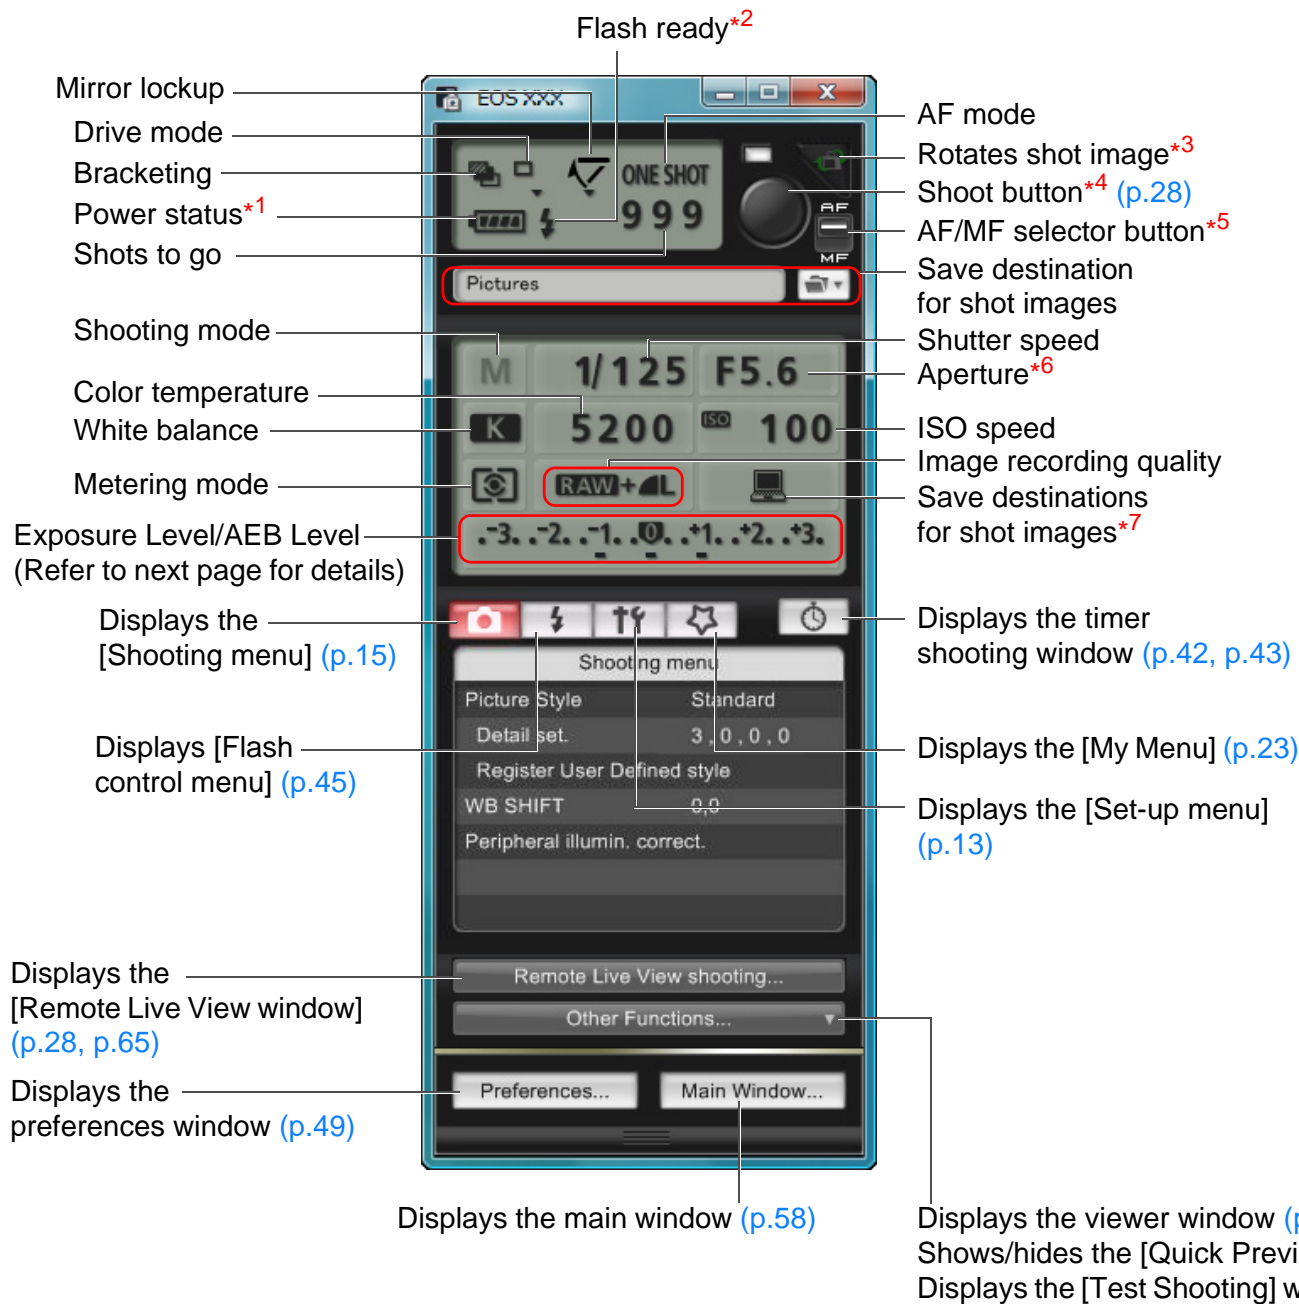 Flash ready*2
Mirror lockup
Drive mode
Bracketing
Power status*1
Shots to go
Shooting mode
Color temperature
White balance
Metering mode
Exposure Level/AEB Level
(Refer to next page for details)
Displays the
[Shooting menu] (p.15)
Displays [Flash
control menu] (p.45)
Displays the
[Remote Live View window]
(p.28, p.65)
Displays the
preferences window (p.49)
EOS XXX
ONE SHOT
999
AF
MF
Pictures
M 1/125 F5.6
K 5200 ISO 100
RAW+L
.-3. .-2. .-1. .0. .+1. .+2. .+3.
Shooting menu
Picture Style Standard
Detail set. 3,0,0,0
Register User Defined style
WB SHIFT 0,0
Peripheral illumin. correct.
Remote Live View shooting...
Other Functions...
Preferences... Main Window...
AF mode
Rotates shot image*3
Shoot button*4 (p.28)
AF/MF selector button*5
Save destination
for shot images
Shutter speed
Aperture*6
ISO speed
Image recording quality
Save destinations
for shot images*7
Displays the timer
shooting window (p.42, p.43)
Displays the [My Menu] (p.23)
Displays the [Set-up menu]
(p.13)
Displays the main window (p.58)
Displays the viewer window
Shows/hides the [Quick
Displays the [Test Shooting]